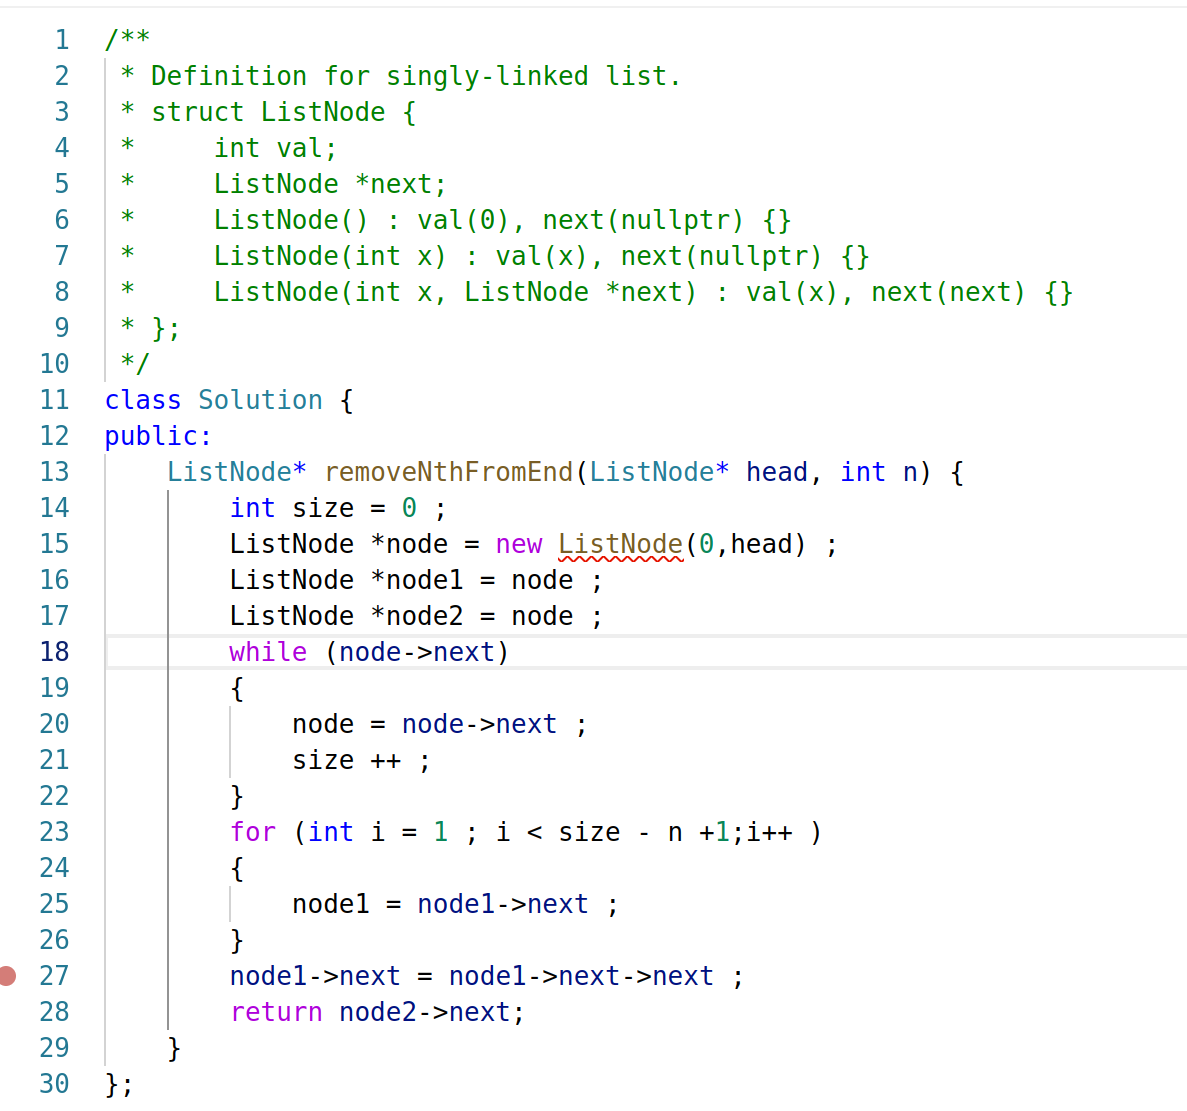 1 /**
2  * Definition for singly-linked list.
3  * struct ListNode {
4  *     int val;
5  *     ListNode *next;
6  *     ListNode() : val(0), next(nullptr) {}
7  *     ListNode(int x) : val(x), next(nullptr) {}
8  *     ListNode(int x, ListNode *next) : val(x), next(next) {}
9  * };
10  */
11 class Solution {
12 public:
13     ListNode* removeNthFromEnd(ListNode* head, int n) {
14         int size = 0 ;
15         ListNode *node = new ListNode(0,head) ;
16         ListNode *node1 = node ;
17         ListNode *node2 = node ;
18         while (node->next)
19         {
20             node = node->next ;
21             size ++ ;
22         }
23         for (int i = 1 ; i < size - n +1;i++ )
24         {
25             node1 = node1->next ;
26         }
27         node1->next = node1->next->next ;
28         return node2->next;
29     }
30 };